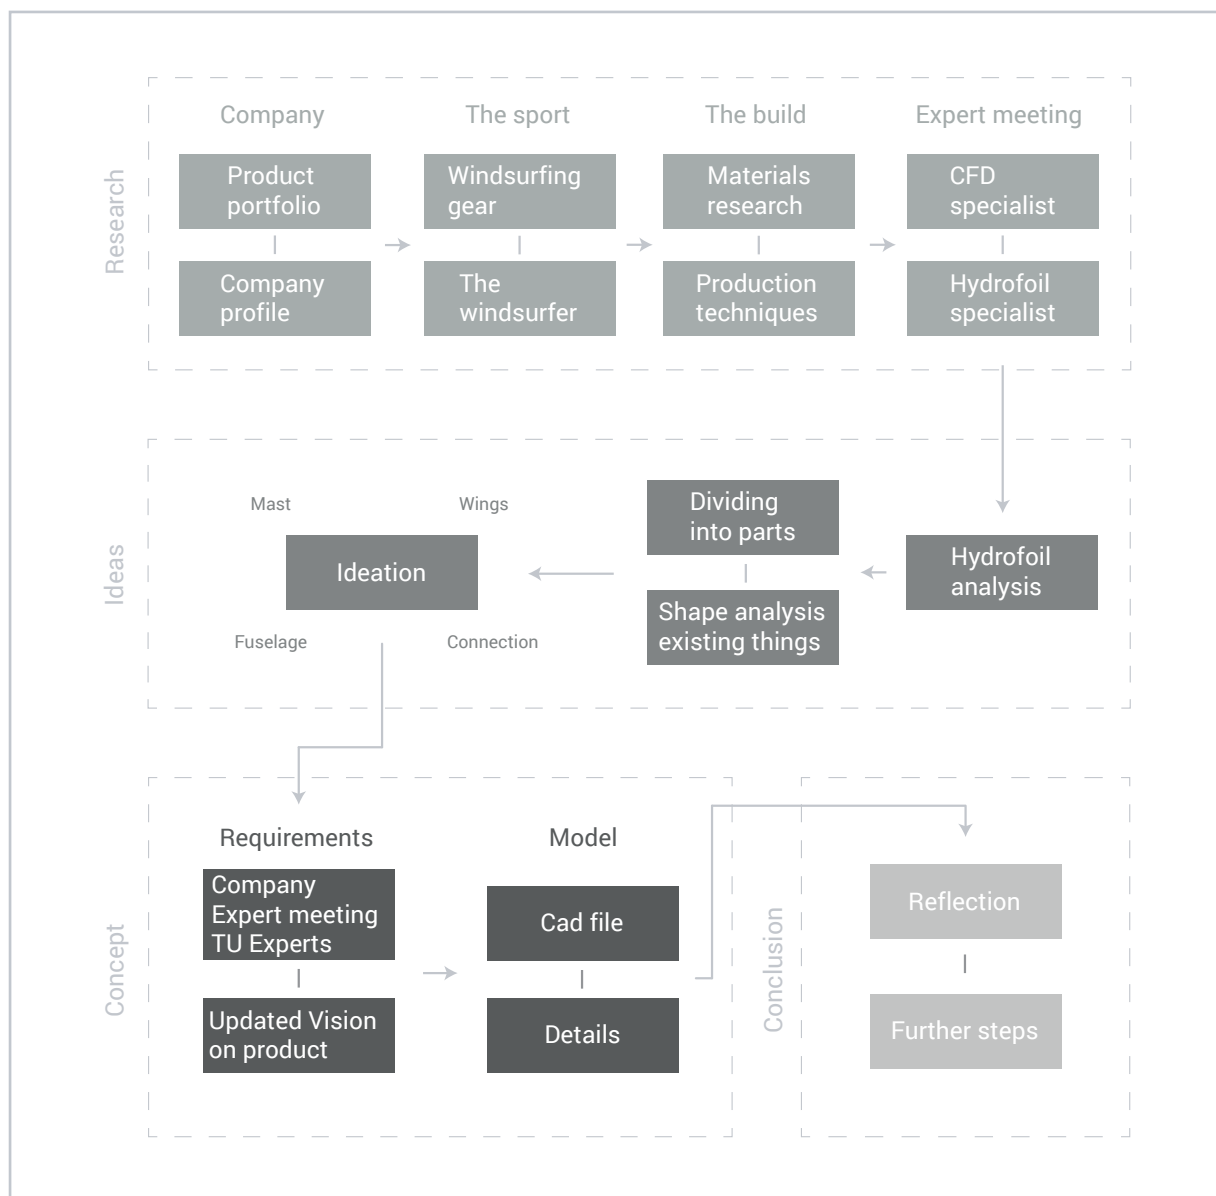 Research
Company
Product
portfolio
Company
profile
The sport
Windsurfing
gear
The
windsurfer
The build
Materials
research
Production
techniques
Expert meeting
CFD
specialist
Hydrofoil
specialist
Ideas
Hydrofoil
analysis
Dividing
into parts
Shape analysis
existing things
Mast
Wings
Ideation
Fuselage
Connection
Concept
Requirements
Company
Expert meeting
TU Experts
Updated Vision
on product
Model
Cad file
Details
Conclusion
Reflection
Further steps